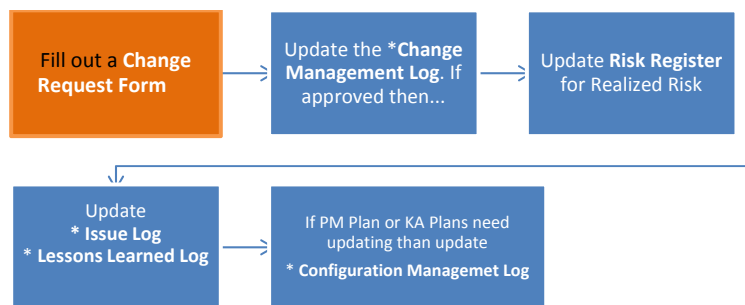 Fill out a Change
Request Form
Update the *Change
Management Log. If
approved then...
Update Risk Register
for Realized Risk
Update
* Issue Log
* Lessons Learned Log
If PM Plan or KA Plans need
updating than update
* Configuration Managemet Log